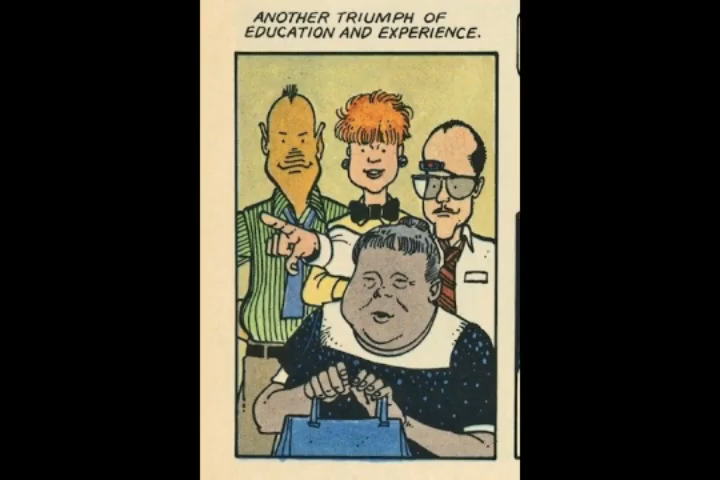 ANOTHER TRIUMPH OF
EDUCATION AND EXPERIENCE.